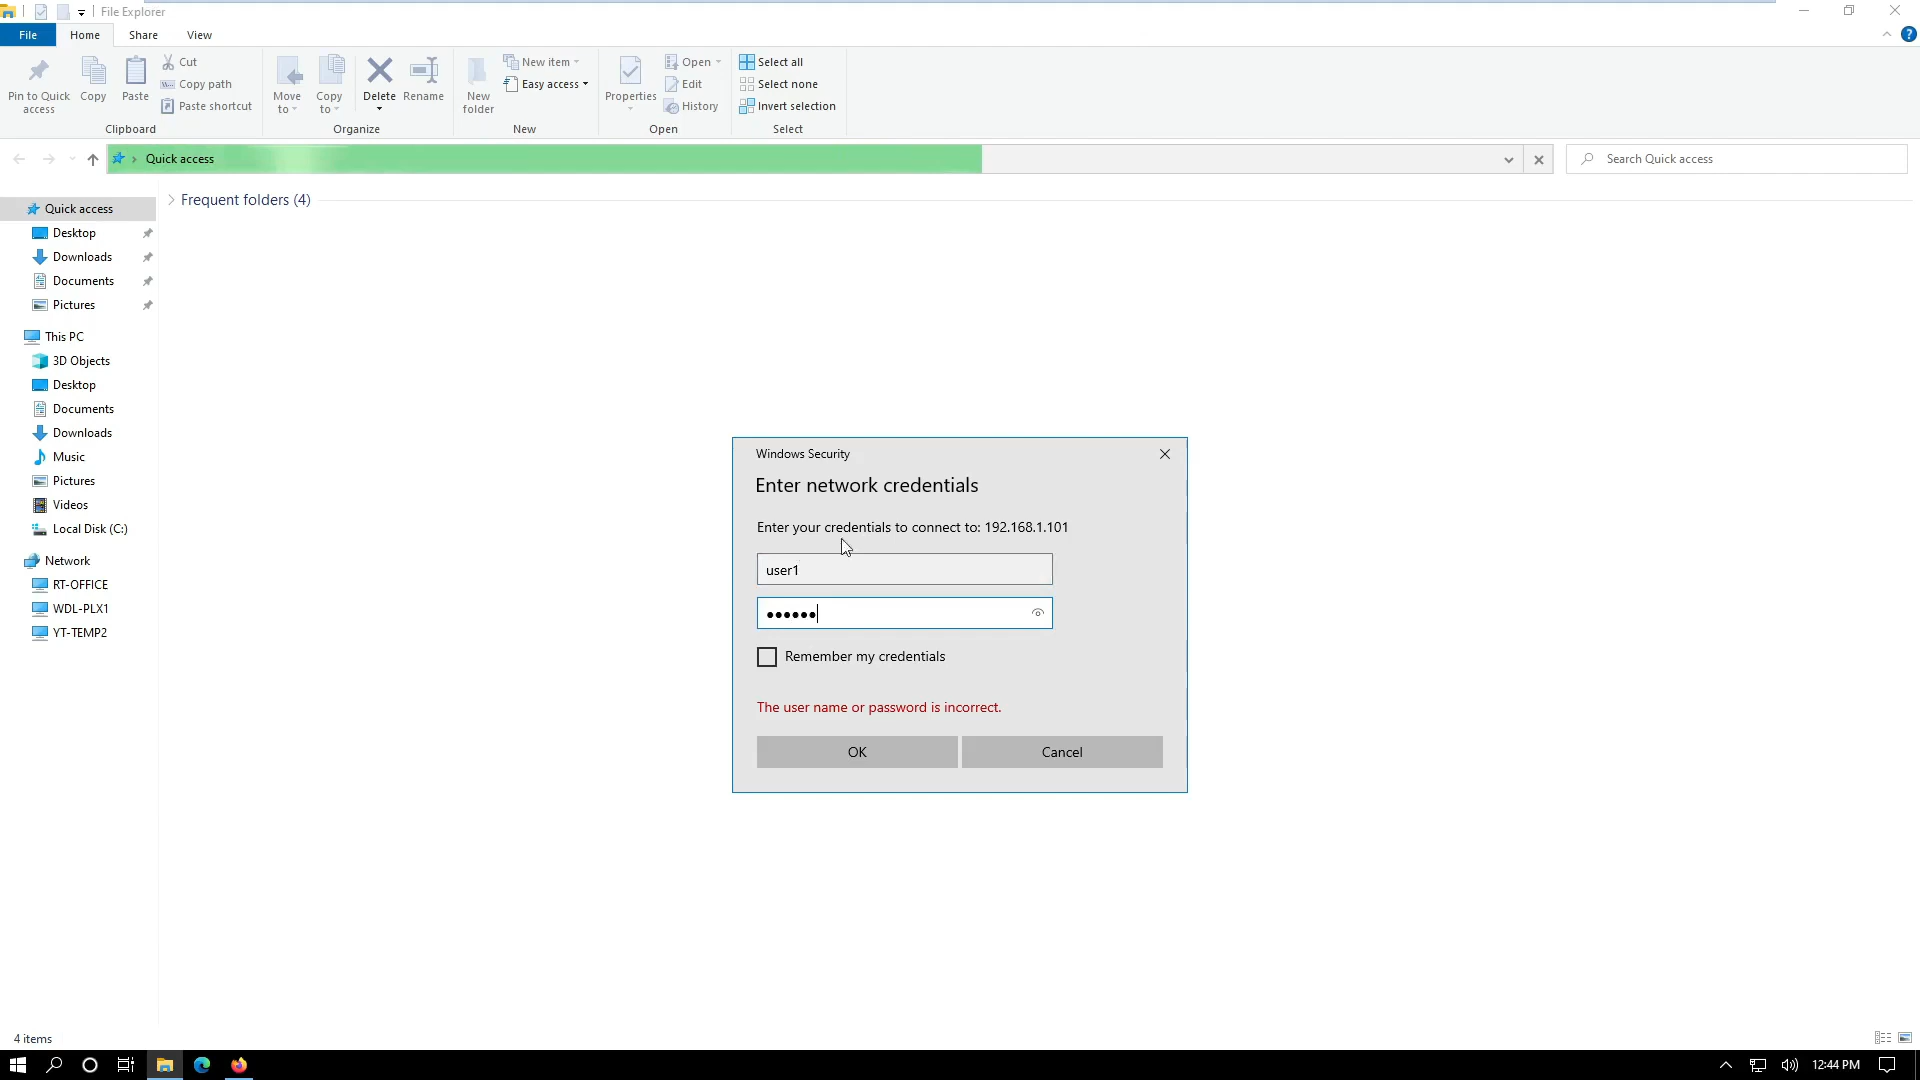 File Explorer
File Home Share View
Pin to Quick access
Copy
Paste
Cut
Copy path
Paste shortcut
Clipboard
Move to
Copy to
Delete
Rename
Organize
New folder
New item
Easy access
New
Properties
Open
Edit
History
Open
Select all
Select none
Invert selection
Select
?
Quick access
Search Quick access
Quick access
Desktop
Downloads
Documents
Pictures
This PC
3D Objects
Desktop
Documents
Downloads
Music
Pictures
Videos
Local Disk (C:)
Network
RT-OFFICE
WDL-PLX1
YT-TEMP2
Frequent folders (4)
Windows Security
Enter network credentials
Enter your credentials to connect to: 192.168.1.101
user1
••••••
Remember my credentials
The user name or password is incorrect.
OK
Cancel
4 items
12:44 PM